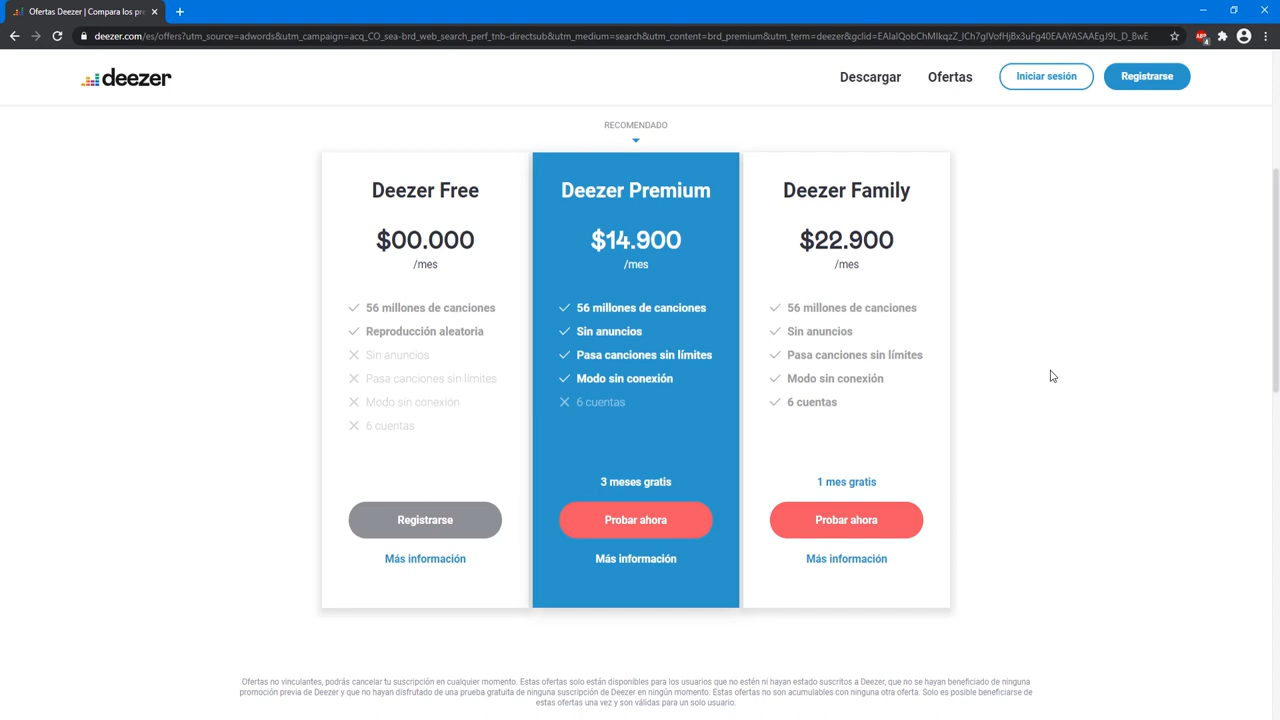 Ofertas Deezer | Compara los pre
deezer.com/es/offers?utm_source=adwords&utm_campaign=acq_CO_sea-brd_web_search_perf_tnb-directsub&utm_medium=search&utm_content=brd_premium&utm_term=deezer&gclid=
deezer
Descargar
Ofertas
Iniciar sesión
Registrarse
RECOMENDADO
Deezer Free
$00.000
/mes
56 millones de canciones
Reproducción aleatoria
Sin anuncios
Pasa canciones sin límites
Modo sin conexión
6 cuentas
Registrarse
Más información
Deezer Premium
$14.900
/mes
56 millones de canciones
Sin anuncios
Pasa canciones sin límites
Modo sin conexión
6 cuentas
3 meses gratis
Probar ahora
Más información
Deezer Family
$22.900
/mes
56 millones de canciones
Sin anuncios
Pasa canciones sin límites
Modo sin conexión
6 cuentas
1 mes gratis
Probar ahora
Más información
Ofertas no vinculantes, podrás cancelar tu suscripción en cualquier momento. Estas ofertas solo están disponibles para los usuarios que no estén ni hayan estado suscritos a Deezer, que no se hayan beneficiado de ninguna
promoción previa de Deezer y que no hayan disfrutado de una prueba gratuita de ninguna suscripción de Deezer en ningún momento. Estas ofertas no son acumulables con ninguna otra oferta. Solo es posible beneficiarse de
estas ofertas una vez y son válidas para un solo usuario.